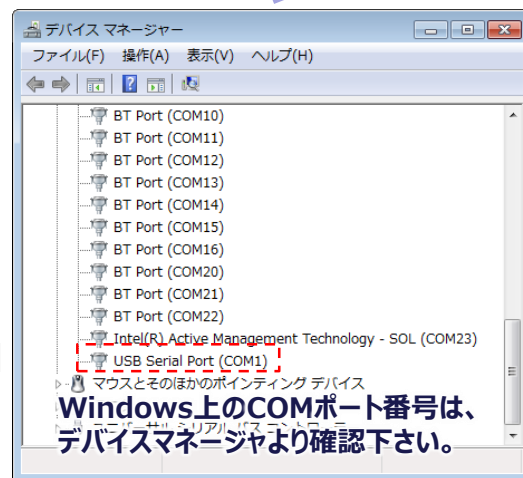 デバイス マネージャー
ファイル(F) 操作(A) 表示(V) ヘルプ(H)
BT Port (COM10)
BT Port (COM11)
BT Port (COM12)
BT Port (COM13)
BT Port (COM14)
BT Port (COM15)
BT Port (COM16)
BT Port (COM20)
BT Port (COM21)
BT Port (COM22)
Intel(R) Active Management Technology - SOL (COM23)
USB Serial Port (COM1)
マウスとそのほかのポインティング デバイス
Windows上のCOMポート番号は、
デバイスマネージャより確認下さい。